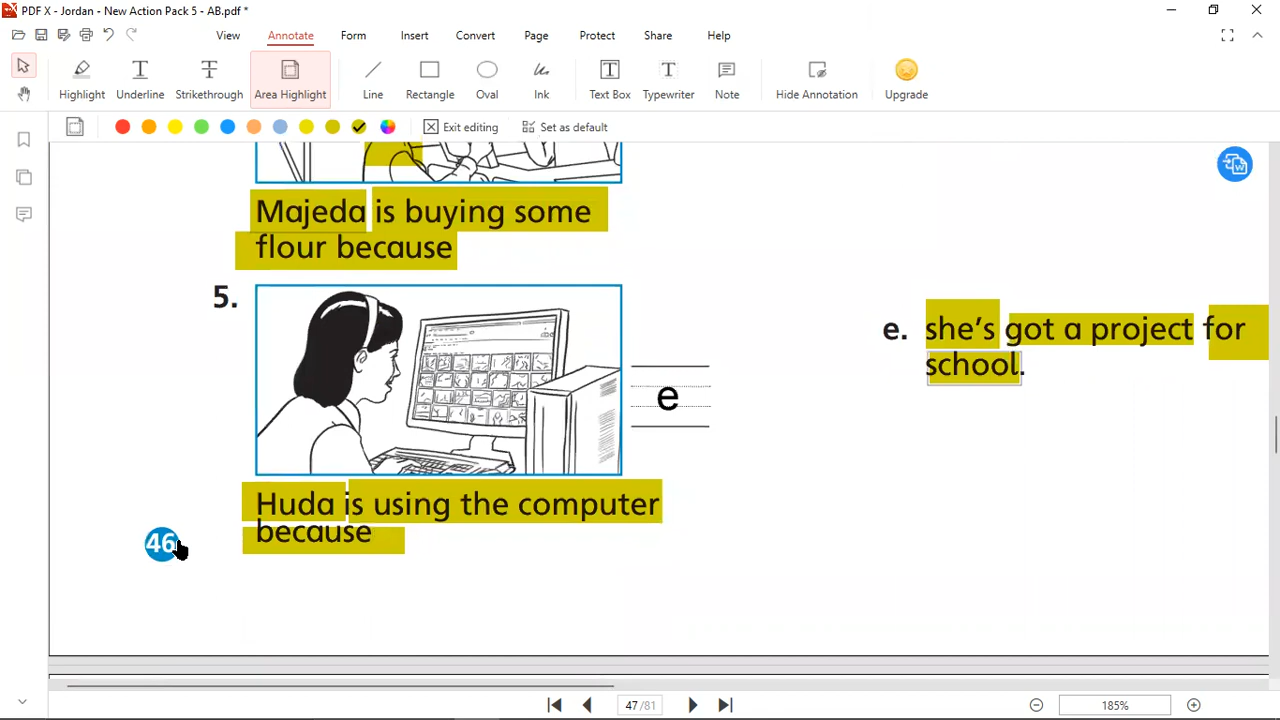 PDF X - Jordan - New Action Pack 5 - AB.pdf *
View Annotate Form Insert Convert Page Protect Share Help
Highlight Underline Strikethrough Area Highlight Line Rectangle Oval Ink Text Box Typewriter Note Hide Annotation Upgrade
Exit editing Set as default
Majeda is buying some
flour because
5.
e
e. she's got a project for
school.
Huda is using the computer
because
46
47 /81
185%